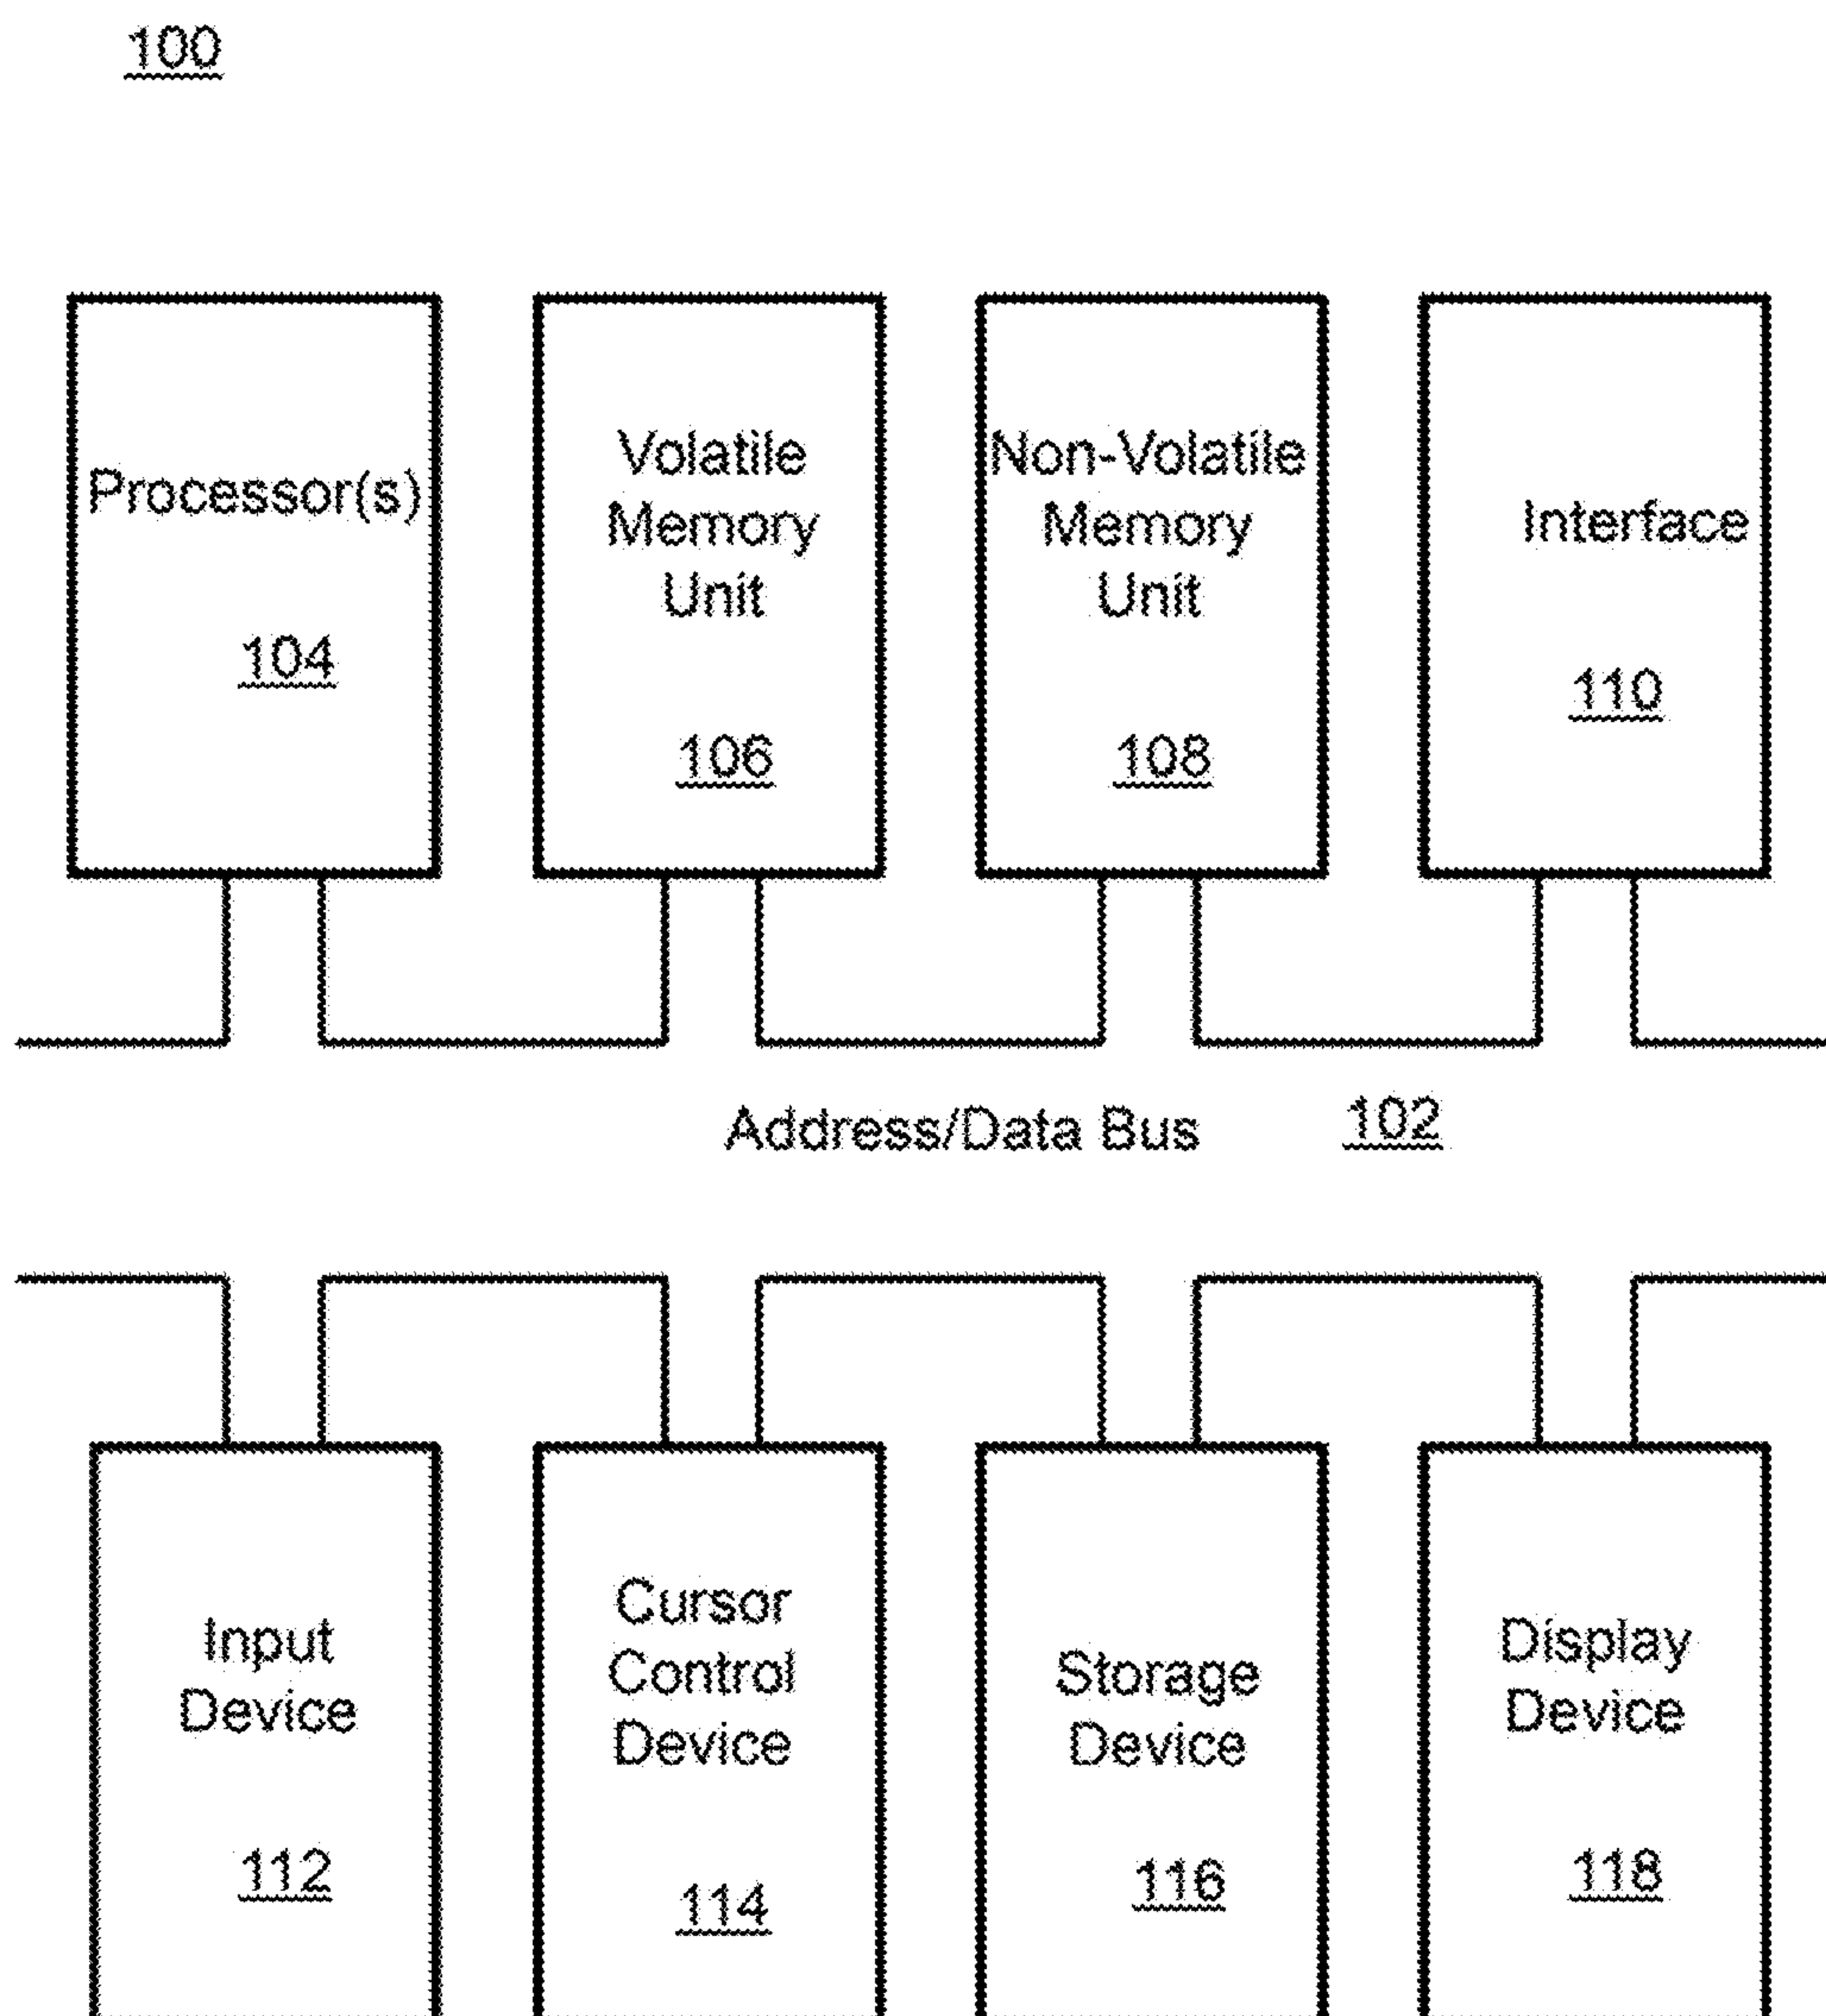 100
Processor(s)
104
Volatile
Memory
Unit
106
Non-Volatile
Memory
Unit
108
Interface
110
Address/Data Bus 102
Input
Device
112
Cursor
Control
Device
114
Storage
Device
116
Display
Device
118